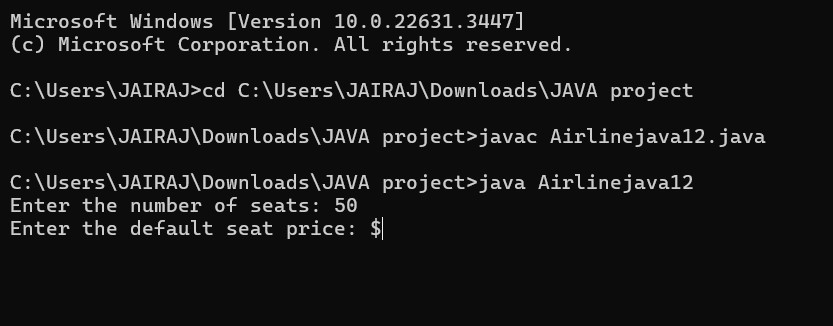 Microsoft Windows [Version 10.0.22631.3447]
(c) Microsoft Corporation. All rights reserved.
C:\Users\JAIRAJ>cd C:\Users\JAIRAJ\Downloads\JAVA project
C:\Users\JAIRAJ\Downloads\JAVA project>javac Airlinejava12.java
C:\Users\JAIRAJ\Downloads\JAVA project>java Airlinejava12
Enter the number of seats: 50
Enter the default seat price: $